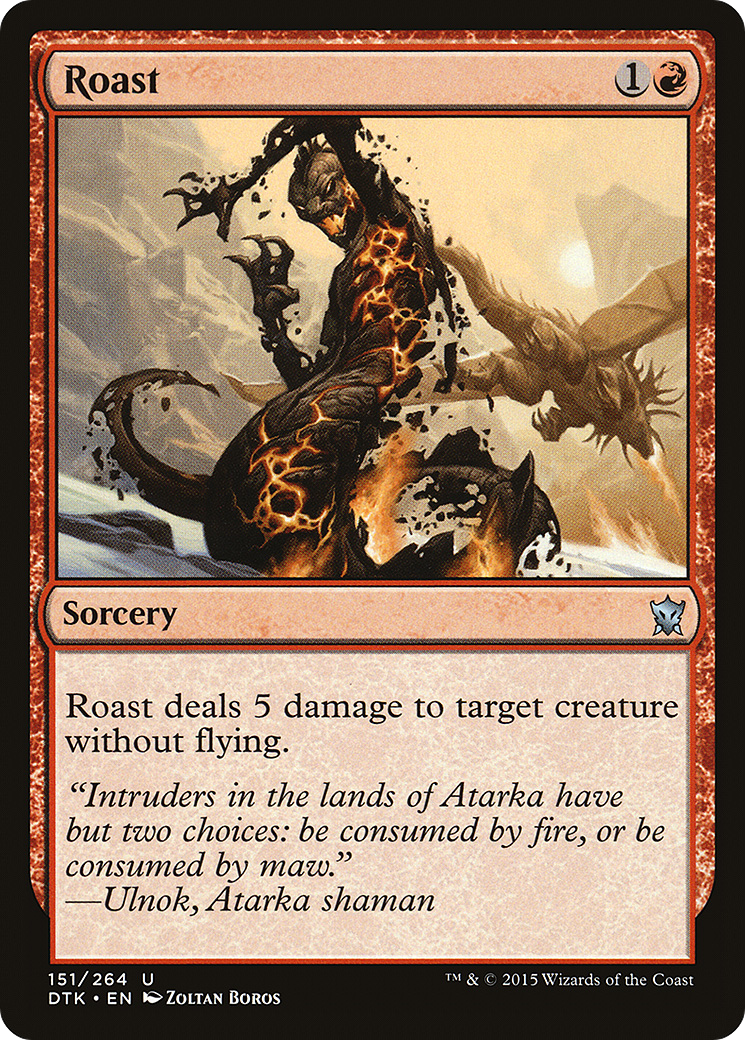 Roast 1
Sorcery
Roast deals 5 damage to target creature
without flying.
“Intruders in the lands of Atarka have
but two choices: be consumed by fire, or be
consumed by maw.”
—Ulnok, Atarka shaman
151/264 U
™ & © 2015 Wizards of the Coast
DTK • EN Zoltan Boros